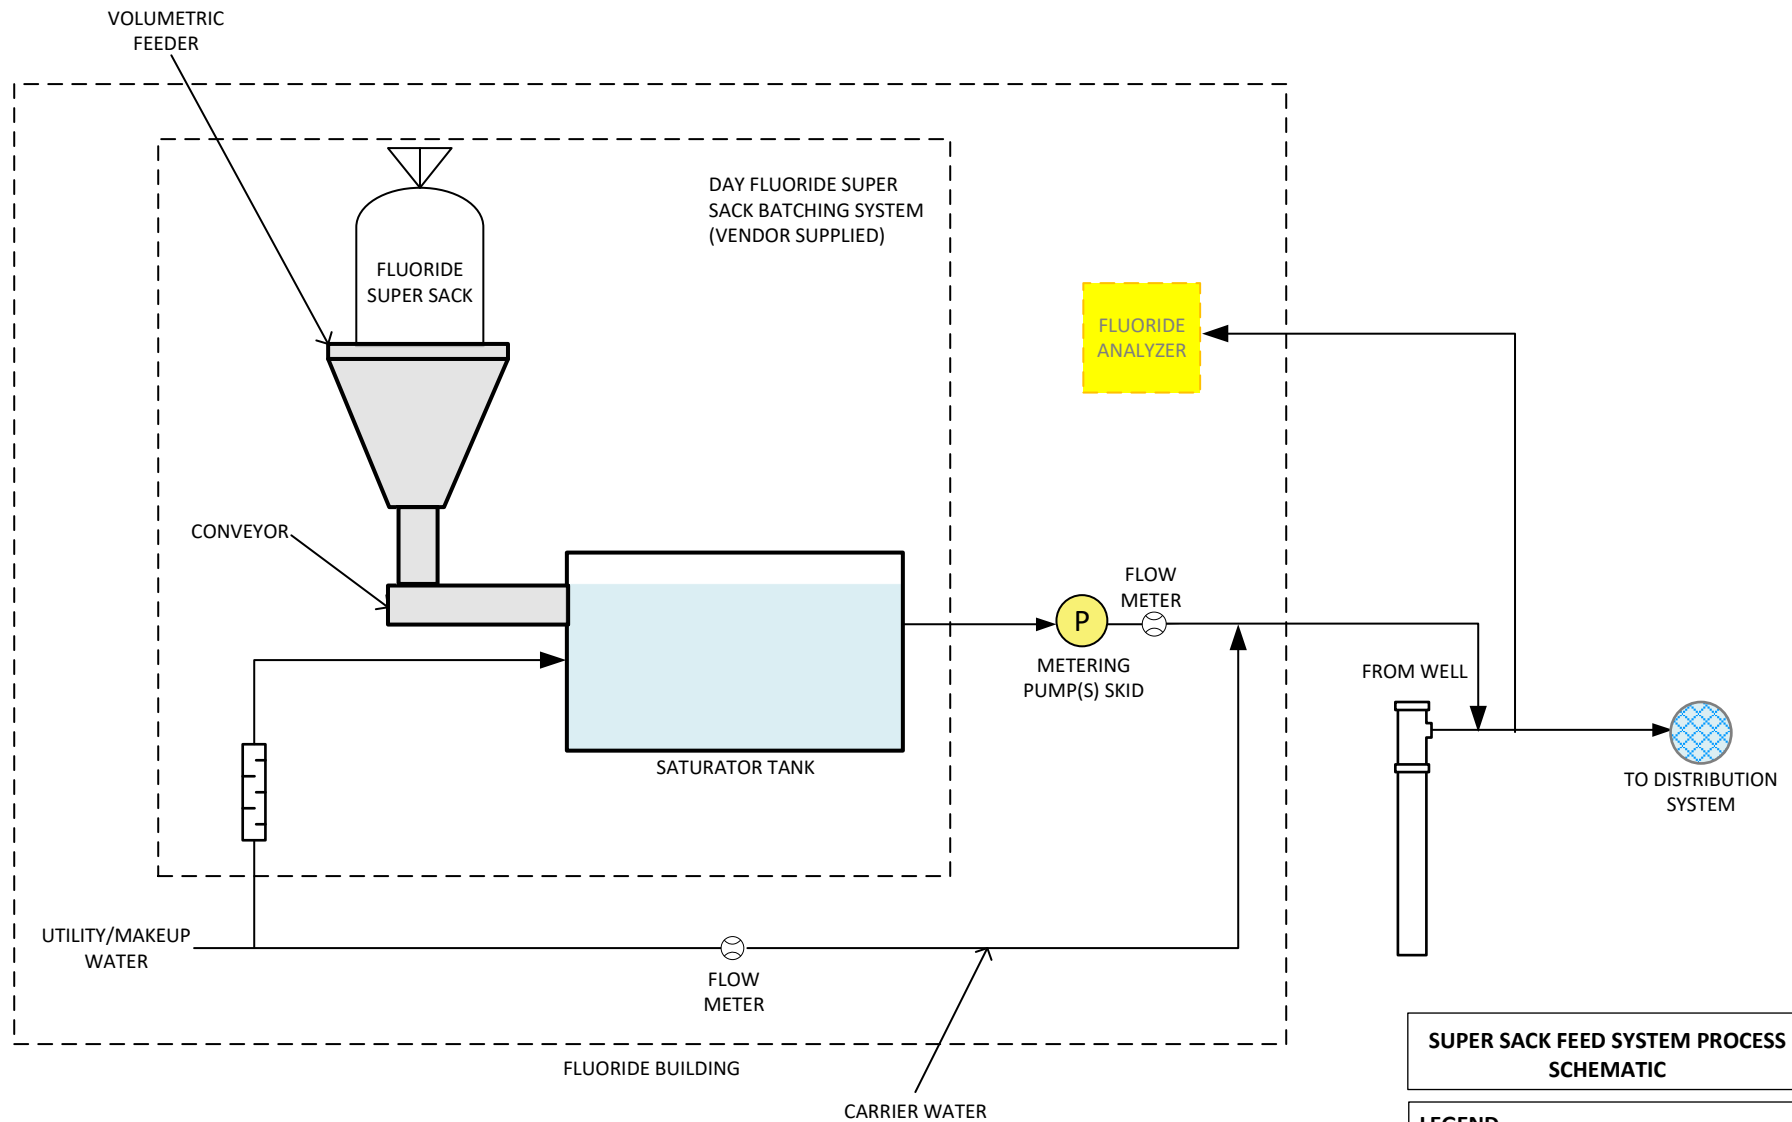 VOLUMETRIC
FEEDER
DAY FLUORIDE SUPER
SACK BATCHING SYSTEM
(VENDOR SUPPLIED)
FLUORIDE
SUPER SACK
FLUORIDE
ANALYZER
CONVEYOR
FLOW
METER
P
METERING
PUMP(S) SKID
FROM WELL
SATURATOR TANK
TO DISTRIBUTION
SYSTEM
UTILITY/MAKEUP
WATER
FLOW
METER
FLUORIDE BUILDING
CARRIER WATER
SUPER SACK FEED SYSTEM PROCESS
SCHEMATIC
LEGEND